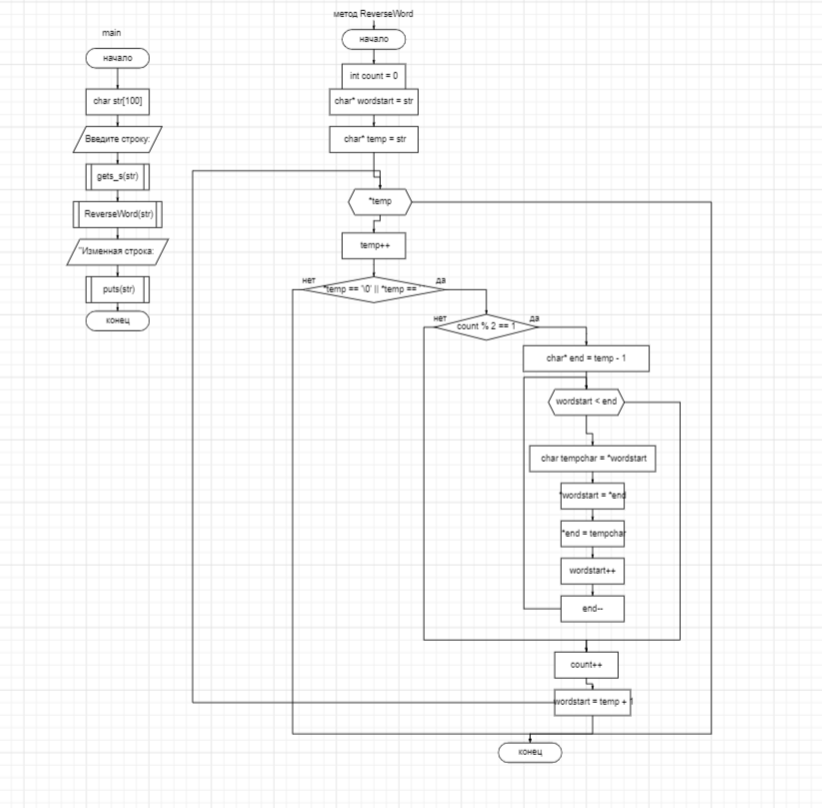 main
начало
char str[100]
Введите строку:
gets_s(str)
ReverseWord(str)
"Изменная строка:
puts(str)
конец
метод ReverseWord
начало
int count = 0
char* wordstart = str
char* temp = str
*temp
temp++
нет
*temp == '\0' || *temp == '
да
нет
count % 2 == 1
да
char* end = temp - 1
wordstart < end
char tempchar = *wordstart
*wordstart = *end
*end = tempchar
wordstart++
end--
count++
wordstart = temp + 1
конец